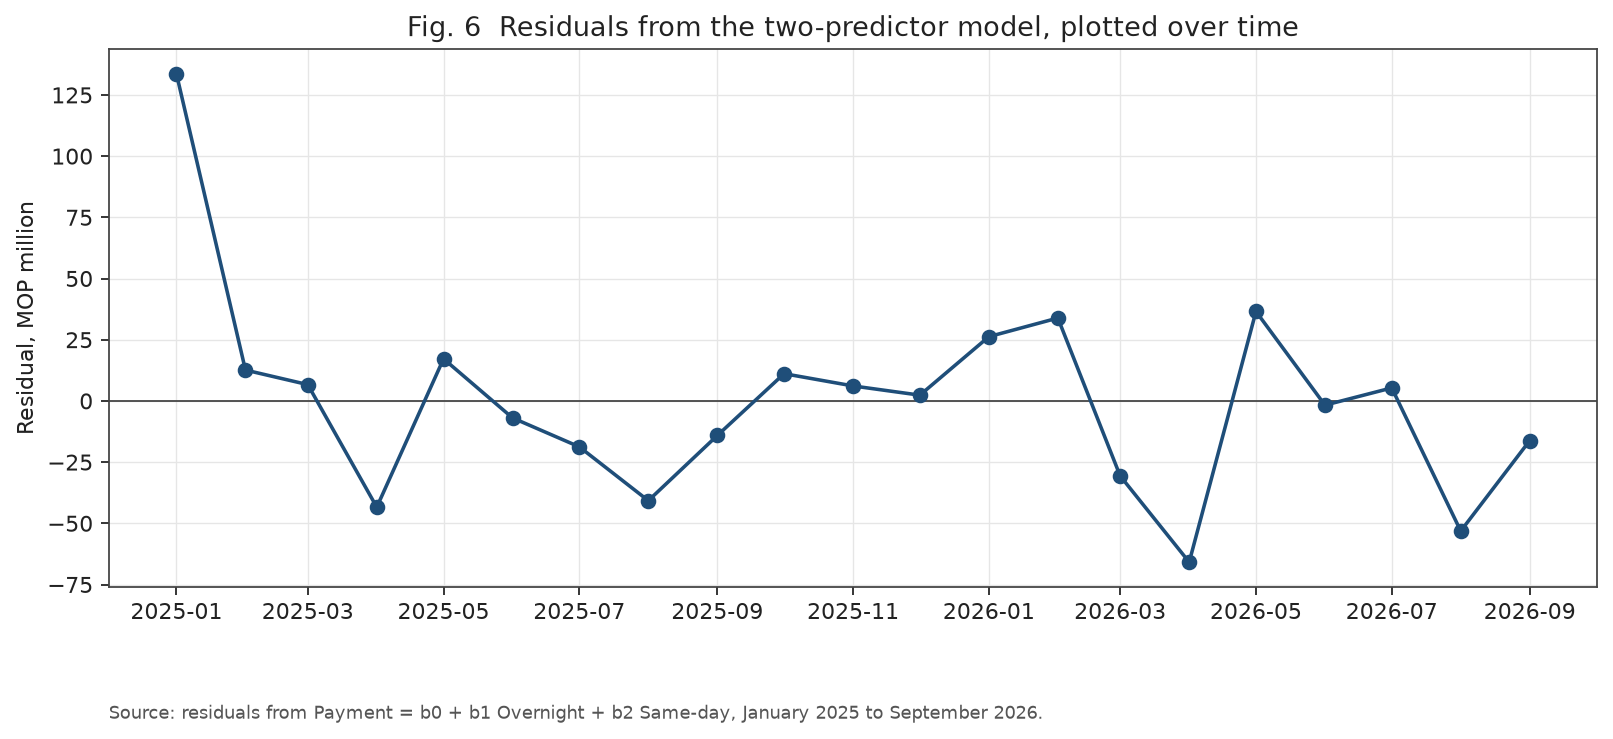 Fig. 6  Residuals from the two-predictor model, plotted over time
Residual, MOP million
125
100
75
50
25
0
−25
−50
−75
2025-01 2025-03 2025-05 2025-07 2025-09 2025-11 2026-01 2026-03 2026-05 2026-07 2026-09
Source: residuals from Payment = b0 + b1 Overnight + b2 Same-day, January 2025 to September 2026.